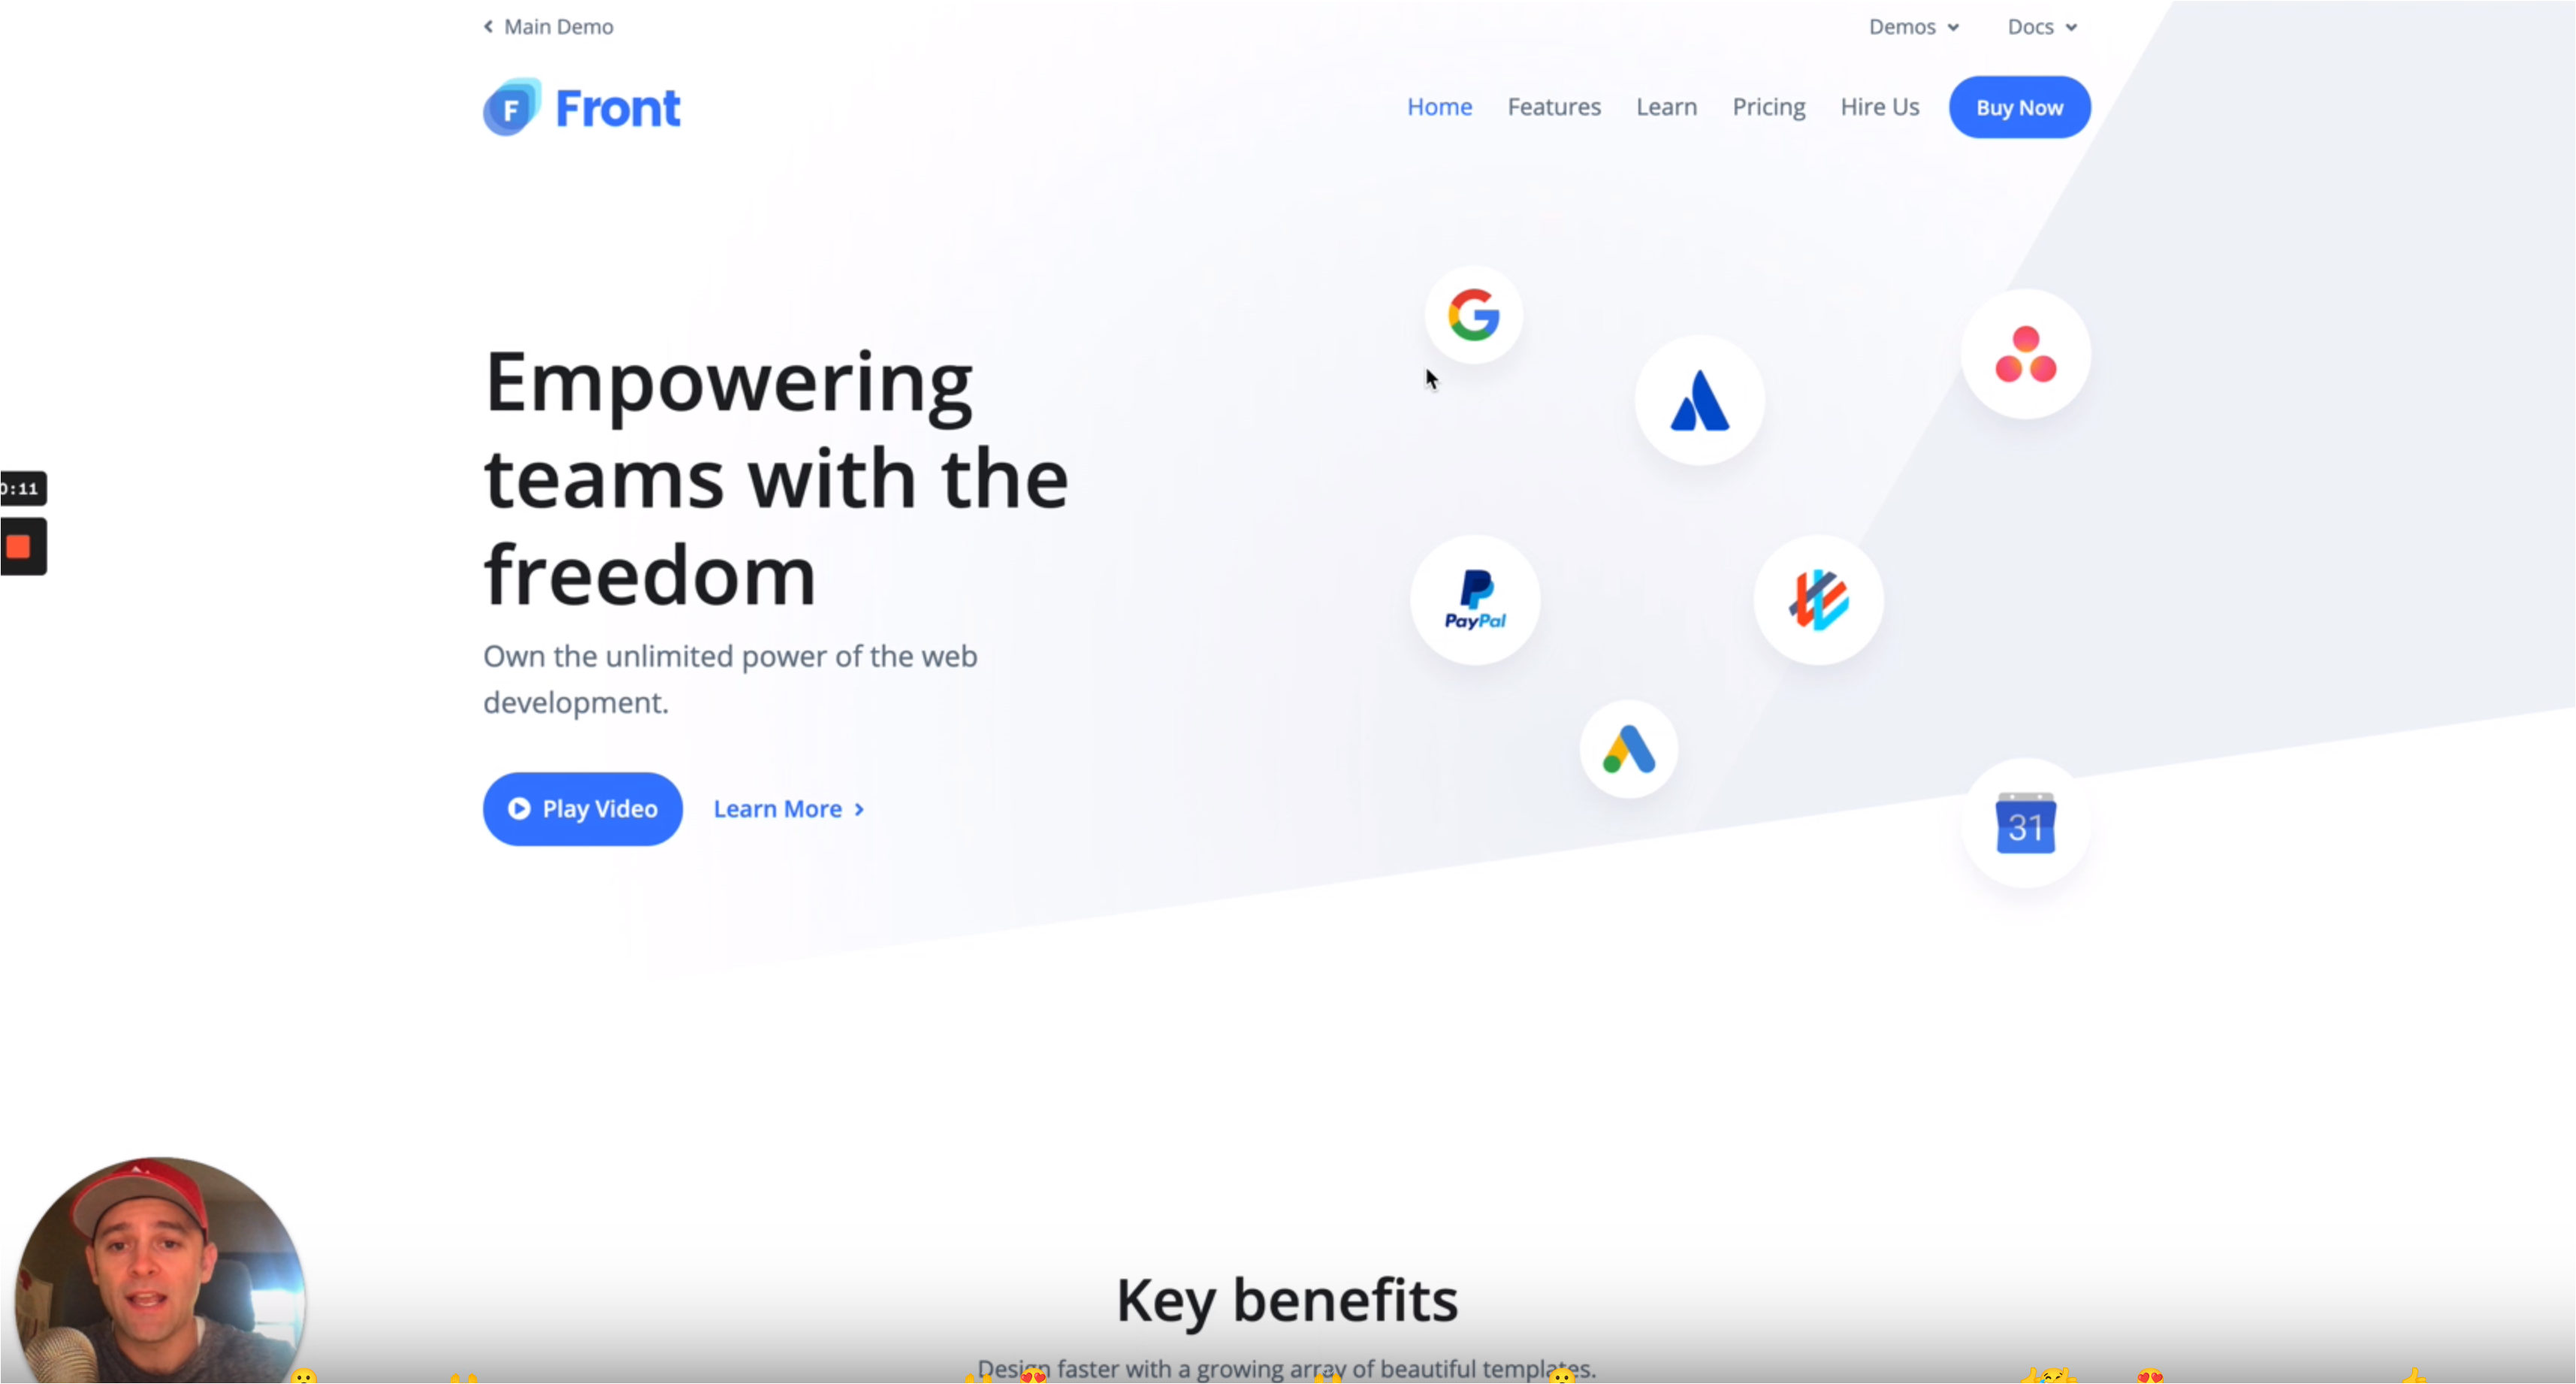 Main Demo
Demos
Docs
F Front
Home Features Learn Pricing Hire Us Buy Now
Empowering
teams with the
freedom
Own the unlimited power of the web
development.
Play Video
Learn More
PayPal
31
0:11
Key benefits
Design faster with a growing array of beautiful templates.